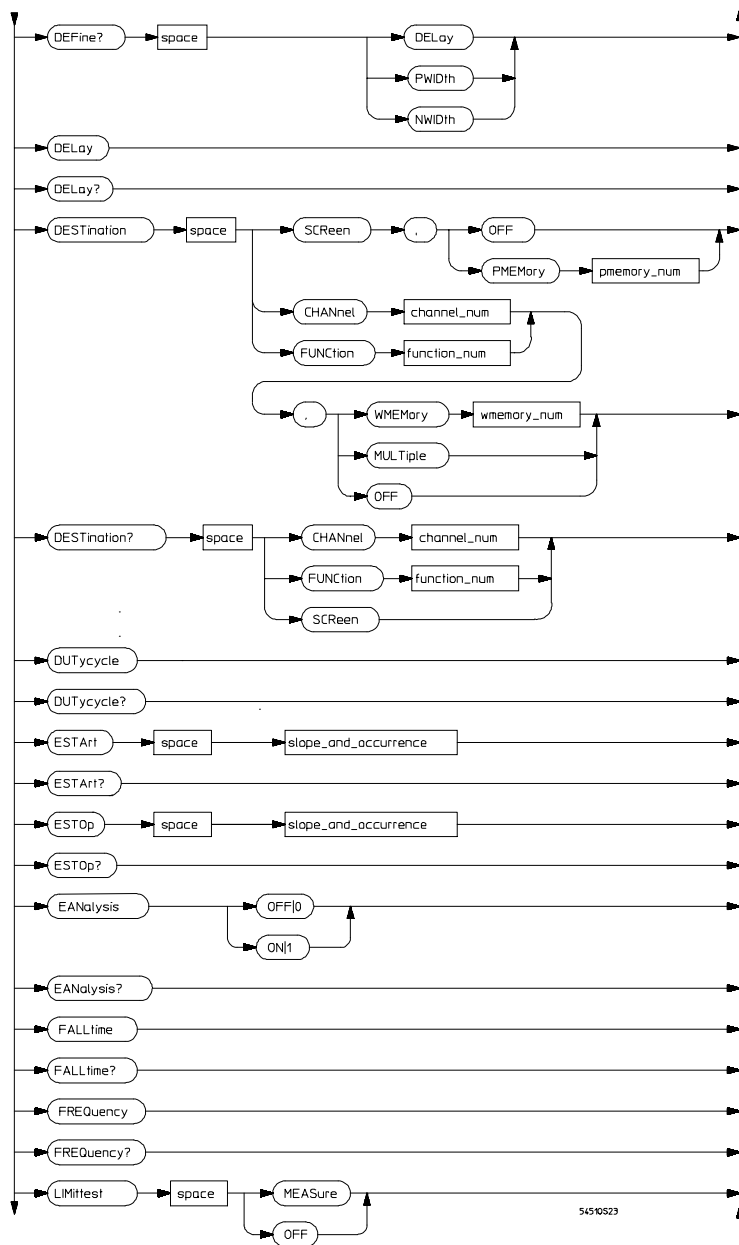 DEFine? space DELay
PWIDth
NWIDth
DELay
DELay?
DESTination space SCReen , OFF
PMEMory pmemory_num
CHANnel channel_num
FUNCtion function_num
, WMEMory wmemory_num
MULTiple
OFF
DESTination? space CHANnel channel_num
FUNCtion function_num
SCReen
DUTycycle
DUTycycle?
ESTArt space slope_and_occurrence
ESTArt?
ESTOp space slope_and_occurrence
ESTOp?
EANalysis OFF|0
ON|1
EANalysis?
FALLtime
FALLtime?
FREQuency
FREQuency?
LIMittest space MEASure
OFF
54510S23